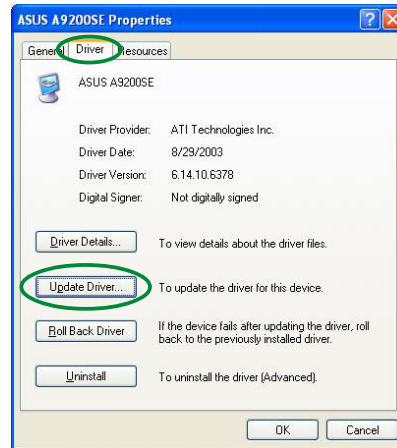 ASUS A9200SE Properties
General Driver Resources
ASUS A9200SE
Driver Provider: ATI Technologies Inc.
Driver Date: 8/29/2003
Driver Version: 6.14.10.6378
Digital Signer: Not digitally signed
Driver Details... To view details about the driver files.
Update Driver... To update the driver for this device.
Roll Back Driver If the device fails after updating the driver, roll
back to the previously installed driver.
Uninstall To uninstall the driver (Advanced).
OK Cancel